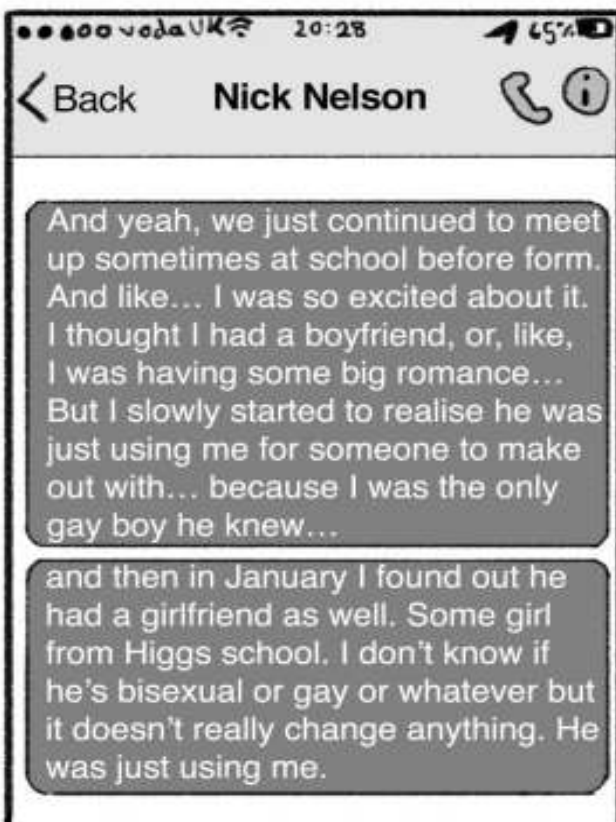 vodaUK 20:28 65%
Back Nick Nelson i
And yeah, we just continued to meet
up sometimes at school before form.
And like... I was so excited about it.
I thought I had a boyfriend, or, like,
I was having some big romance...
But I slowly started to realise he was
just using me for someone to make
out with... because I was the only
gay boy he knew...
and then in January I found out he
had a girlfriend as well. Some girl
from Higgs school. I don't know if
he's bisexual or gay or whatever but
it doesn't really change anything. He
was just using me.